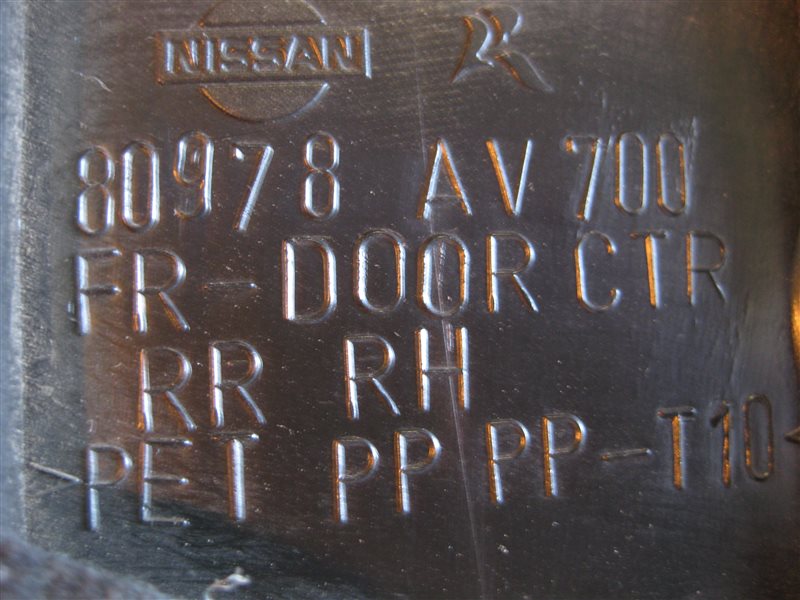 NISSAN
80978 AV700
FR-DOOR CTR
RR RH
>PET PP PP-T10<